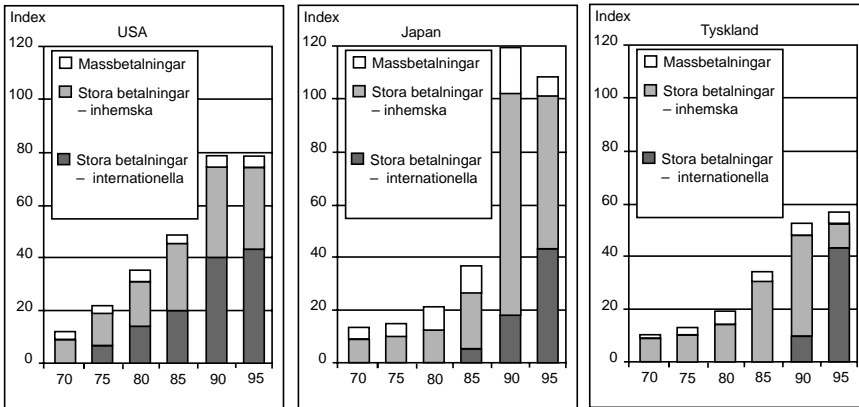 Index
USA
120
Massbetalningar
100
Stora betalningar
– inhemska
80
Stora betalningar
– internationella
60
40
20
0
70 75 80 85 90 95
Index
Japan
120
Massbetalningar
100
Stora betalningar
– inhemska
80
Stora betalningar
– internationella
60
40
20
0
70 75 80 85 90 95
Index
Tyskland
120
Massbetalningar
100
Stora betalningar
– inhemska
80
Stora betalningar
– internationella
60
40
20
0
70 75 80 85 90 95